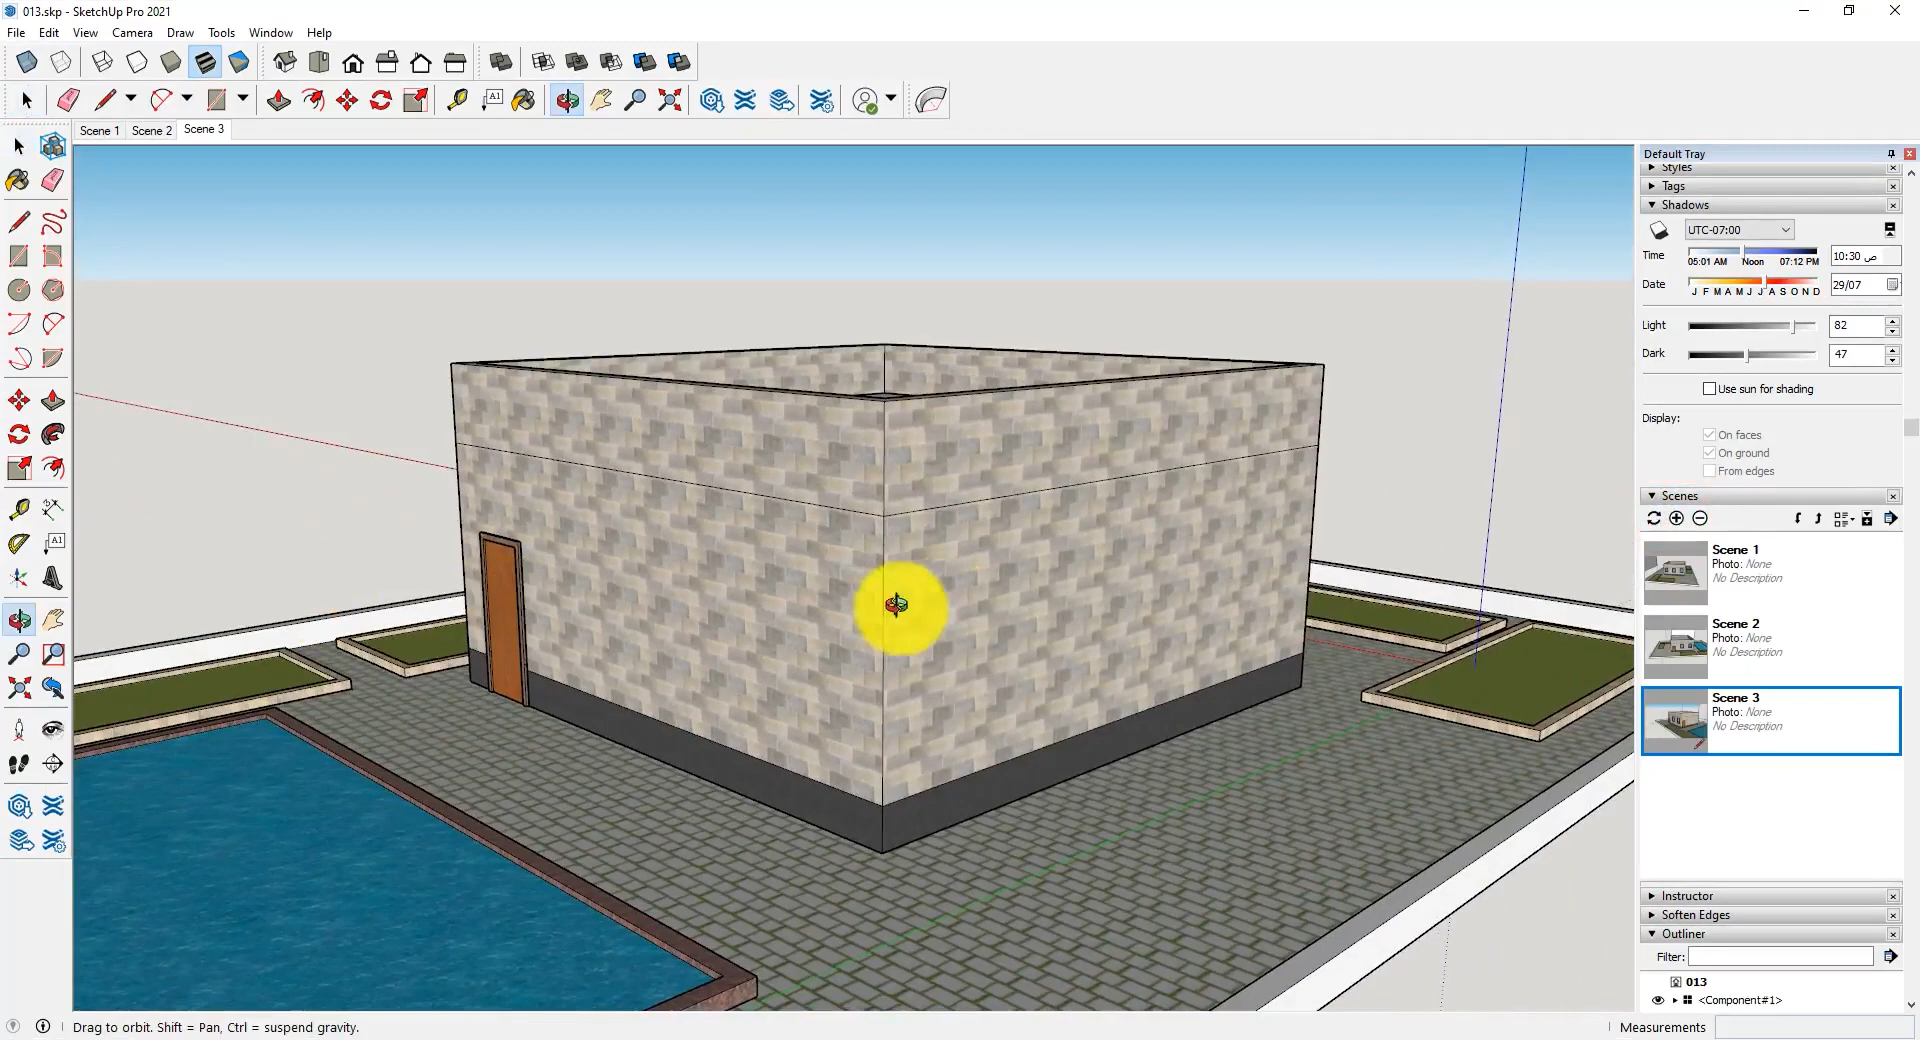 013.skp - SketchUp Pro 2021
File Edit View Camera Draw Tools Window Help
A1
Scene 1 Scene 2 Scene 3
Default Tray
Styles
Tags
Shadows
UTC-07:00
Time 05:01 AM Noon 07:12 PM 10:30 ص
Date J F M A M J J A S O N D 29/07
Light 82
Dark 47
Use sun for shading
Display:
On faces
On ground
From edges
Scenes
Scene 1
Photo: None
No Description
Scene 2
Photo: None
No Description
Scene 3
Photo: None
No Description
A1
Instructor
Soften Edges
Outliner
Filter:
013
<Component#1>
Drag to orbit. Shift = Pan, Ctrl = suspend gravity.
Measurements